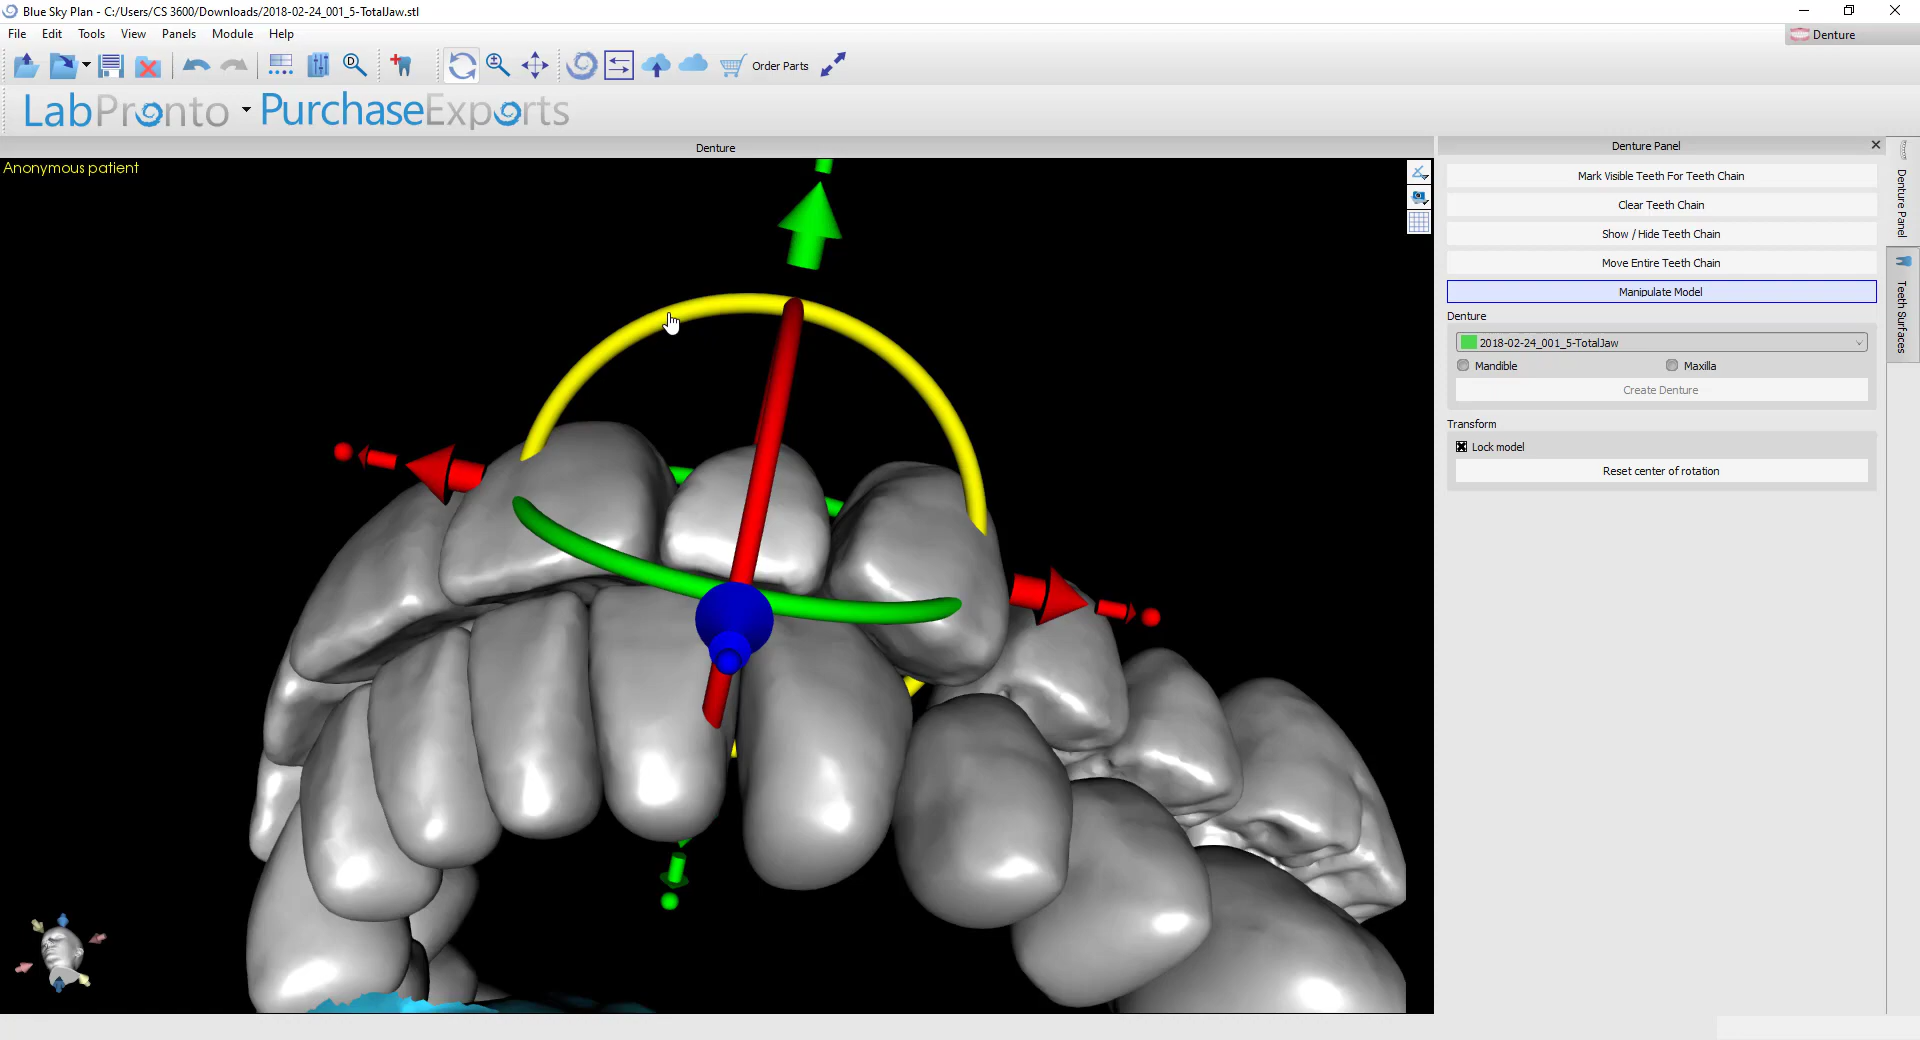 Blue Sky Plan - C:/Users/CS 3600/Downloads/2018-02-24_001_5-TotalJaw.stl
File Edit Tools View Panels Module Help
Denture
D
Order Parts
LabPronto PurchaseExports
Denture
Denture Panel
Anonymous patient
Mark Visible Teeth For Teeth Chain
Clear Teeth Chain
Show / Hide Teeth Chain
Move Entire Teeth Chain
Manipulate Model
Denture
2018-02-24_001_5-TotalJaw
Mandible Maxilla
Create Denture
Transform
Lock model
Reset center of rotation
Denture Panel
Teeth Surfaces